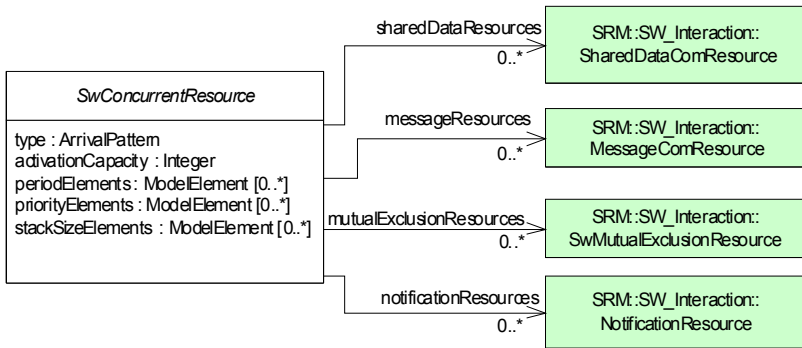 sharedDataResources
0..*
SRM::SW_Interaction::
SharedDataComResource
SwConcurrentResource
type : ArrivalPattern
activationCapacity : Integer
periodElements : ModelElement [0..*]
priorityElements : ModelElement [0..*]
stackSizeElements : ModelElement [0..*]
messageResources
0..*
SRM::SW_Interaction::
MessageComResource
mutualExclusionResources
0..*
SRM::SW_Interaction::
SwMutualExclusionResource
notificationResources
0..*
SRM::SW_Interaction::
NotificationResource